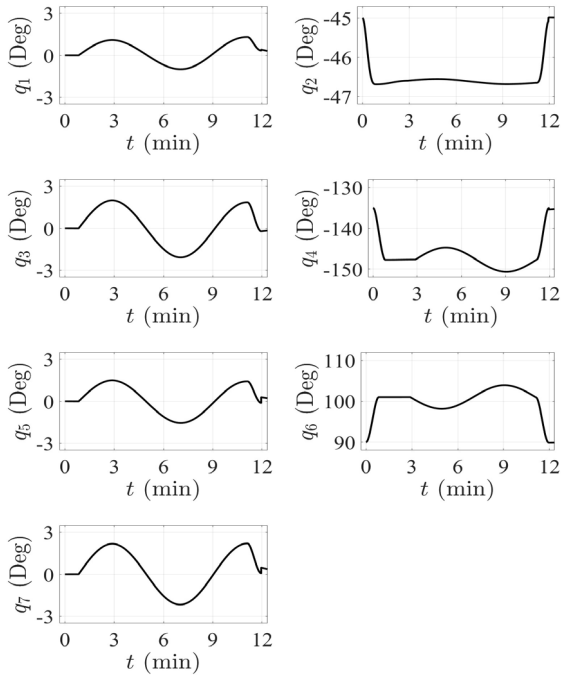 3
0
-3
q1 (Deg)
0 3 6 9 12
t (min)
-45
-46
-47
q2 (Deg)
0 3 6 9 12
t (min)
3
0
-3
q3 (Deg)
0 3 6 9 12
t (min)
-130
-140
-150
q4 (Deg)
0 3 6 9 12
t (min)
3
0
-3
q5 (Deg)
0 3 6 9 12
t (min)
110
100
90
q6 (Deg)
0 3 6 9 12
t (min)
3
0
-3
q7 (Deg)
0 3 6 9 12
t (min)